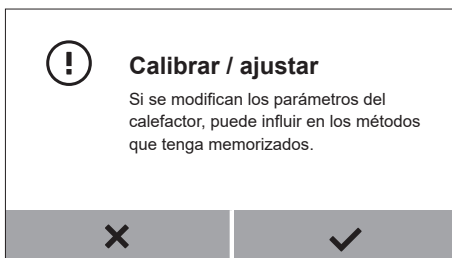 Calibrar / ajustar
Si se modifican los parámetros del
calefactor, puede influir en los métodos
que tenga memorizados.